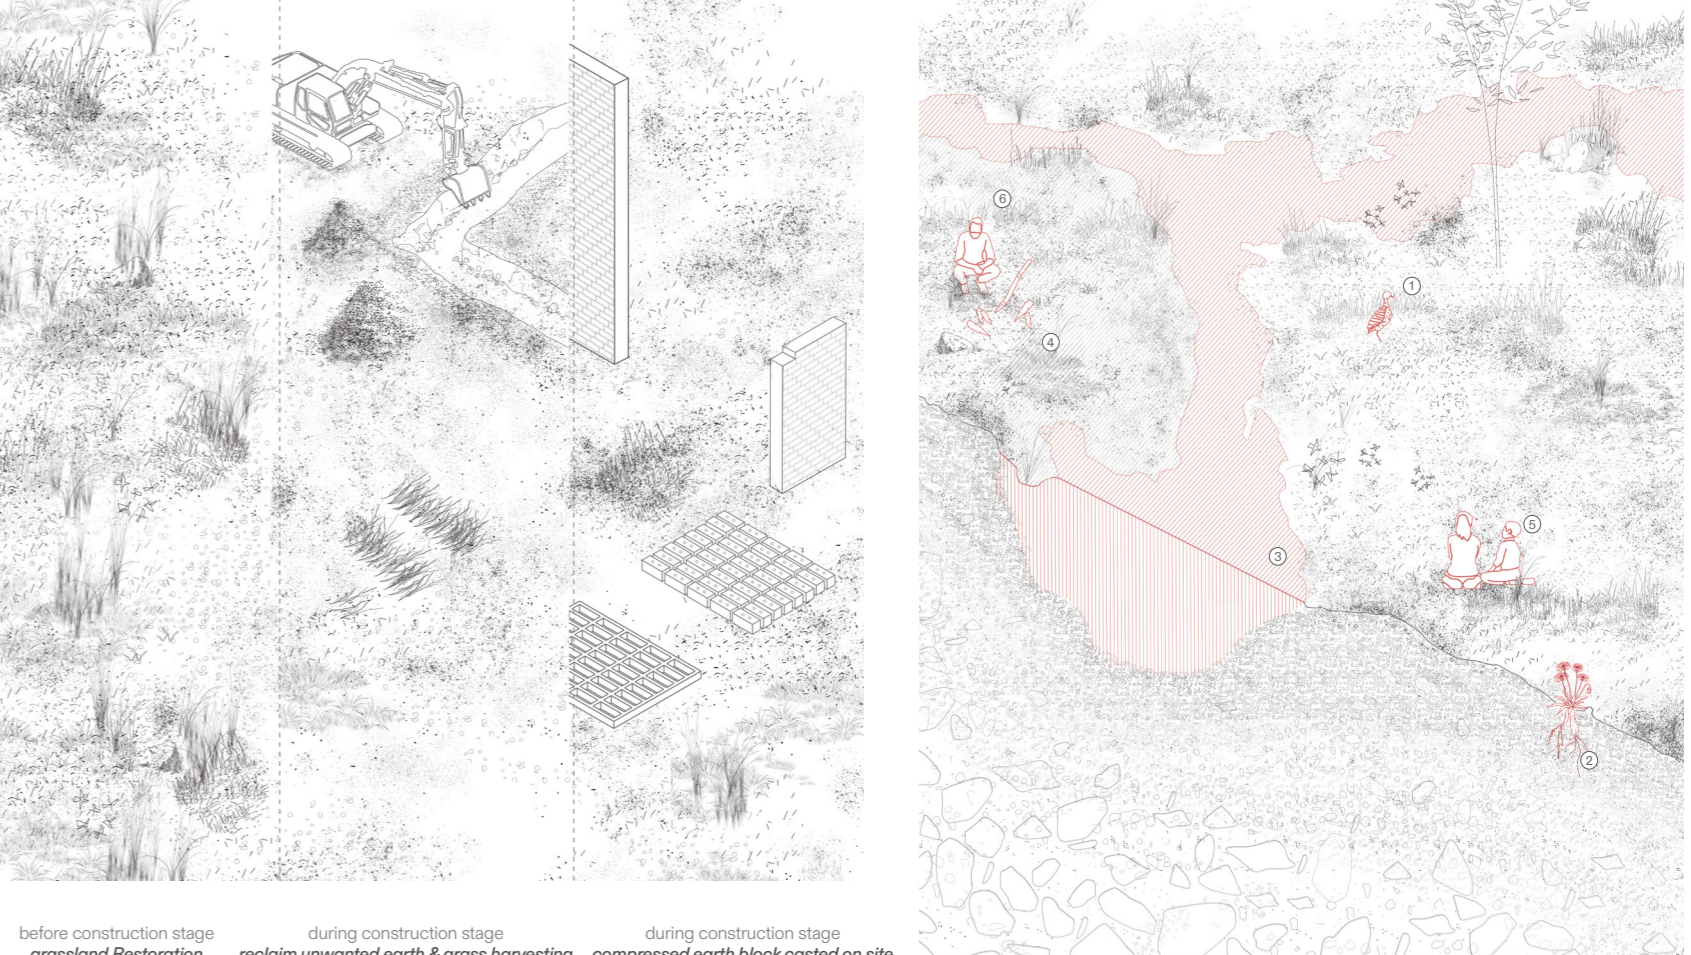 6
1
4
5
3
2
before construction stage
grassland Restoration
during construction stage
reclaim unwanted earth & grass harvesting
during construction stage
compressed earth block casted on site